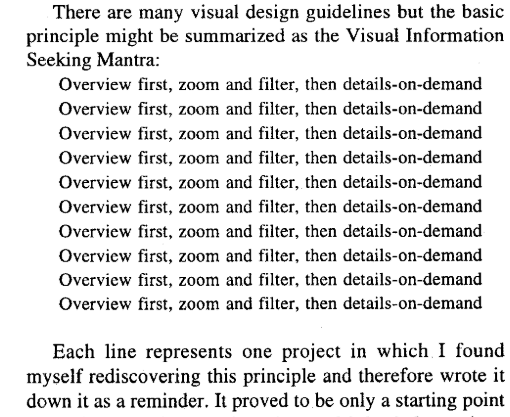 There are many visual design guidelines but the basic
principle might be summarized as the Visual Information
Seeking Mantra:
Overview first, zoom and filter, then details-on-demand
Overview first, zoom and filter, then details-on-demand
Overview first, zoom and filter, then details-on-demand
Overview first, zoom and filter, then details-on-demand
Overview first, zoom and filter, then details-on-demand
Overview first, zoom and filter, then details-on-demand
Overview first, zoom and filter, then details-on-demand
Overview first, zoom and filter, then details-on-demand
Overview first, zoom and filter, then details-on-demand
Overview first, zoom and filter, then details-on-demand
Each line represents one project in which I found
myself rediscovering this principle and therefore wrote it
down it as a reminder. It proved to be only a starting point